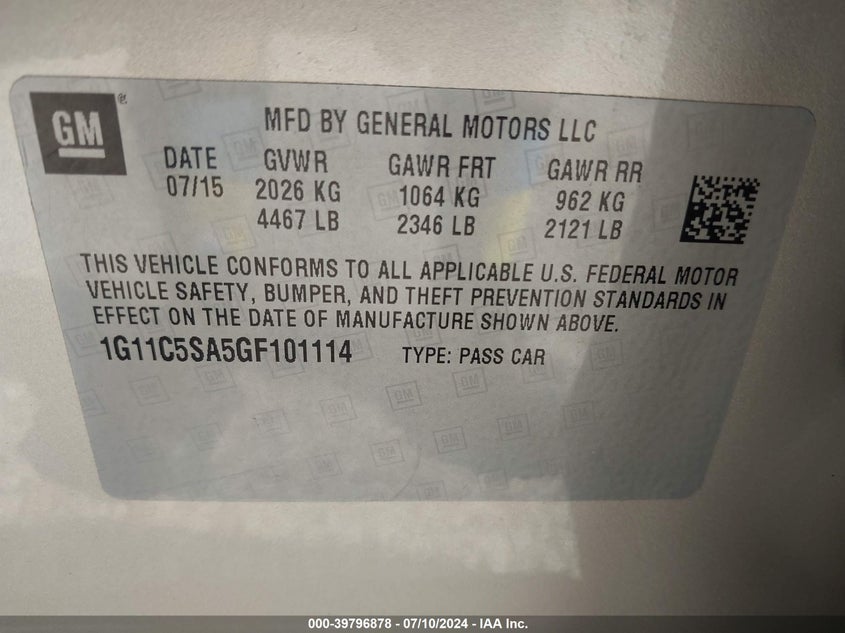 GM
MFD BY GENERAL MOTORS LLC
DATE GVWR GAWR FRT GAWR RR
07/15 2026 KG 1064 KG 962 KG
4467 LB 2346 LB 2121 LB
THIS VEHICLE CONFORMS TO ALL APPLICABLE U.S. FEDERAL MOTOR
VEHICLE SAFETY, BUMPER, AND THEFT PREVENTION STANDARDS IN
EFFECT ON THE DATE OF MANUFACTURE SHOWN ABOVE.
1G11C5SA5GF101114 TYPE: PASS CAR
000-39796878 - 07/10/2024 - IAA Inc.